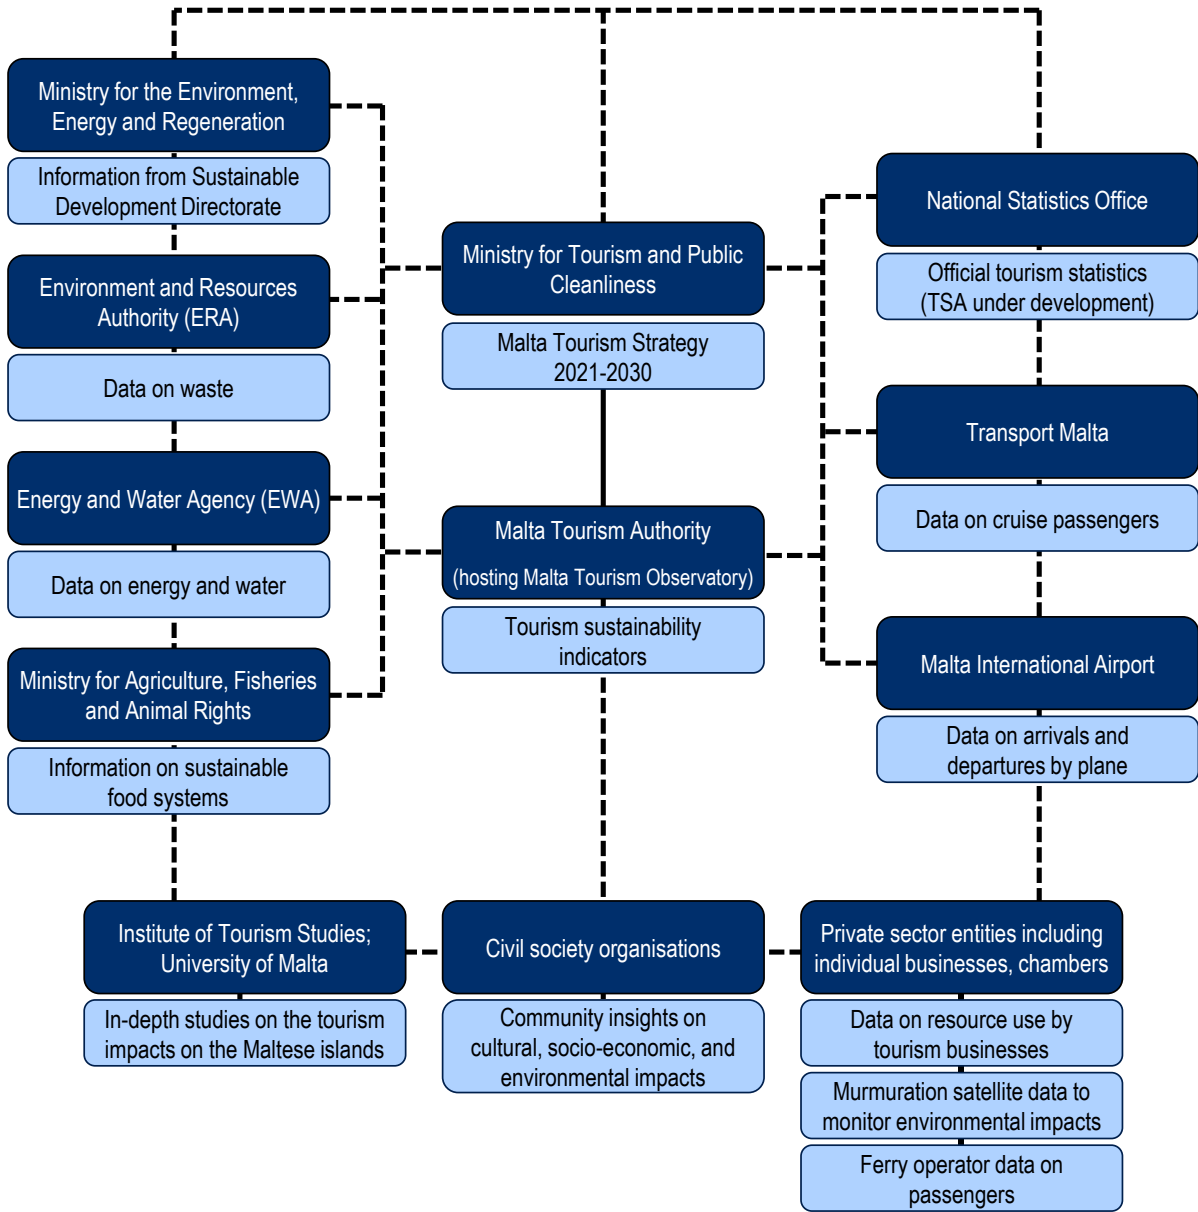 Ministry for the Environment,
Energy and Regeneration
Information from Sustainable
Development Directorate
Environment and Resources
Authority (ERA)
Data on waste
Energy and Water Agency (EWA)
Data on energy and water
Ministry for Agriculture, Fisheries
and Animal Rights
Information on sustainable
food systems
Ministry for Tourism and Public
Cleanliness
Malta Tourism Strategy
2021-2030
Malta Tourism Authority
(hosting Malta Tourism Observatory)
Tourism sustainability
indicators
National Statistics Office
Official tourism statistics
(TSA under development)
Transport Malta
Data on cruise passengers
Malta International Airport
Data on arrivals and
departures by plane
Institute of Tourism Studies;
University of Malta
In-depth studies on the tourism
impacts on the Maltese islands
Civil society organisations
Community insights on
cultural, socio-economic, and
environmental impacts
Private sector entities including
individual businesses, chambers
Data on resource use by
tourism businesses
Murmuration satellite data to
monitor environmental impacts
Ferry operator data on
passengers